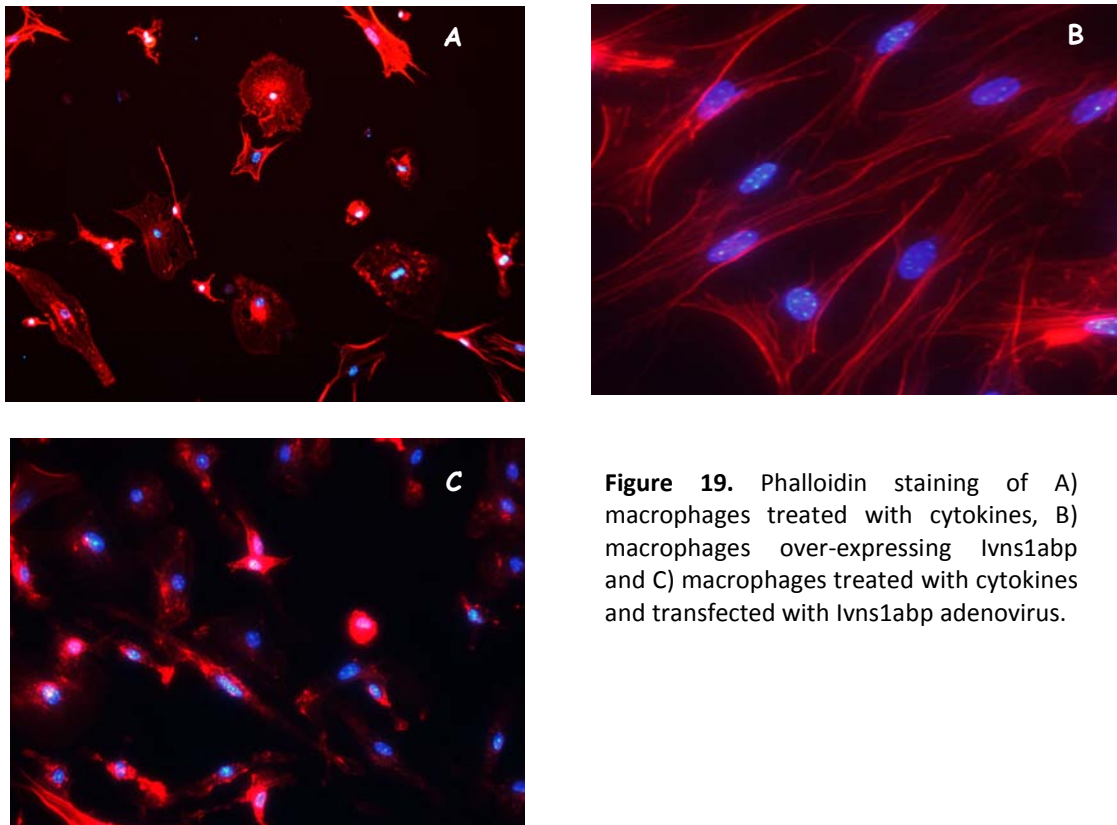 A
B
C
Figure 19. Phalloidin staining of A)
macrophages treated with cytokines, B)
macrophages over-expressing Ivns1abp
and C) macrophages treated with cytokines
and transfected with Ivns1abp adenovirus.